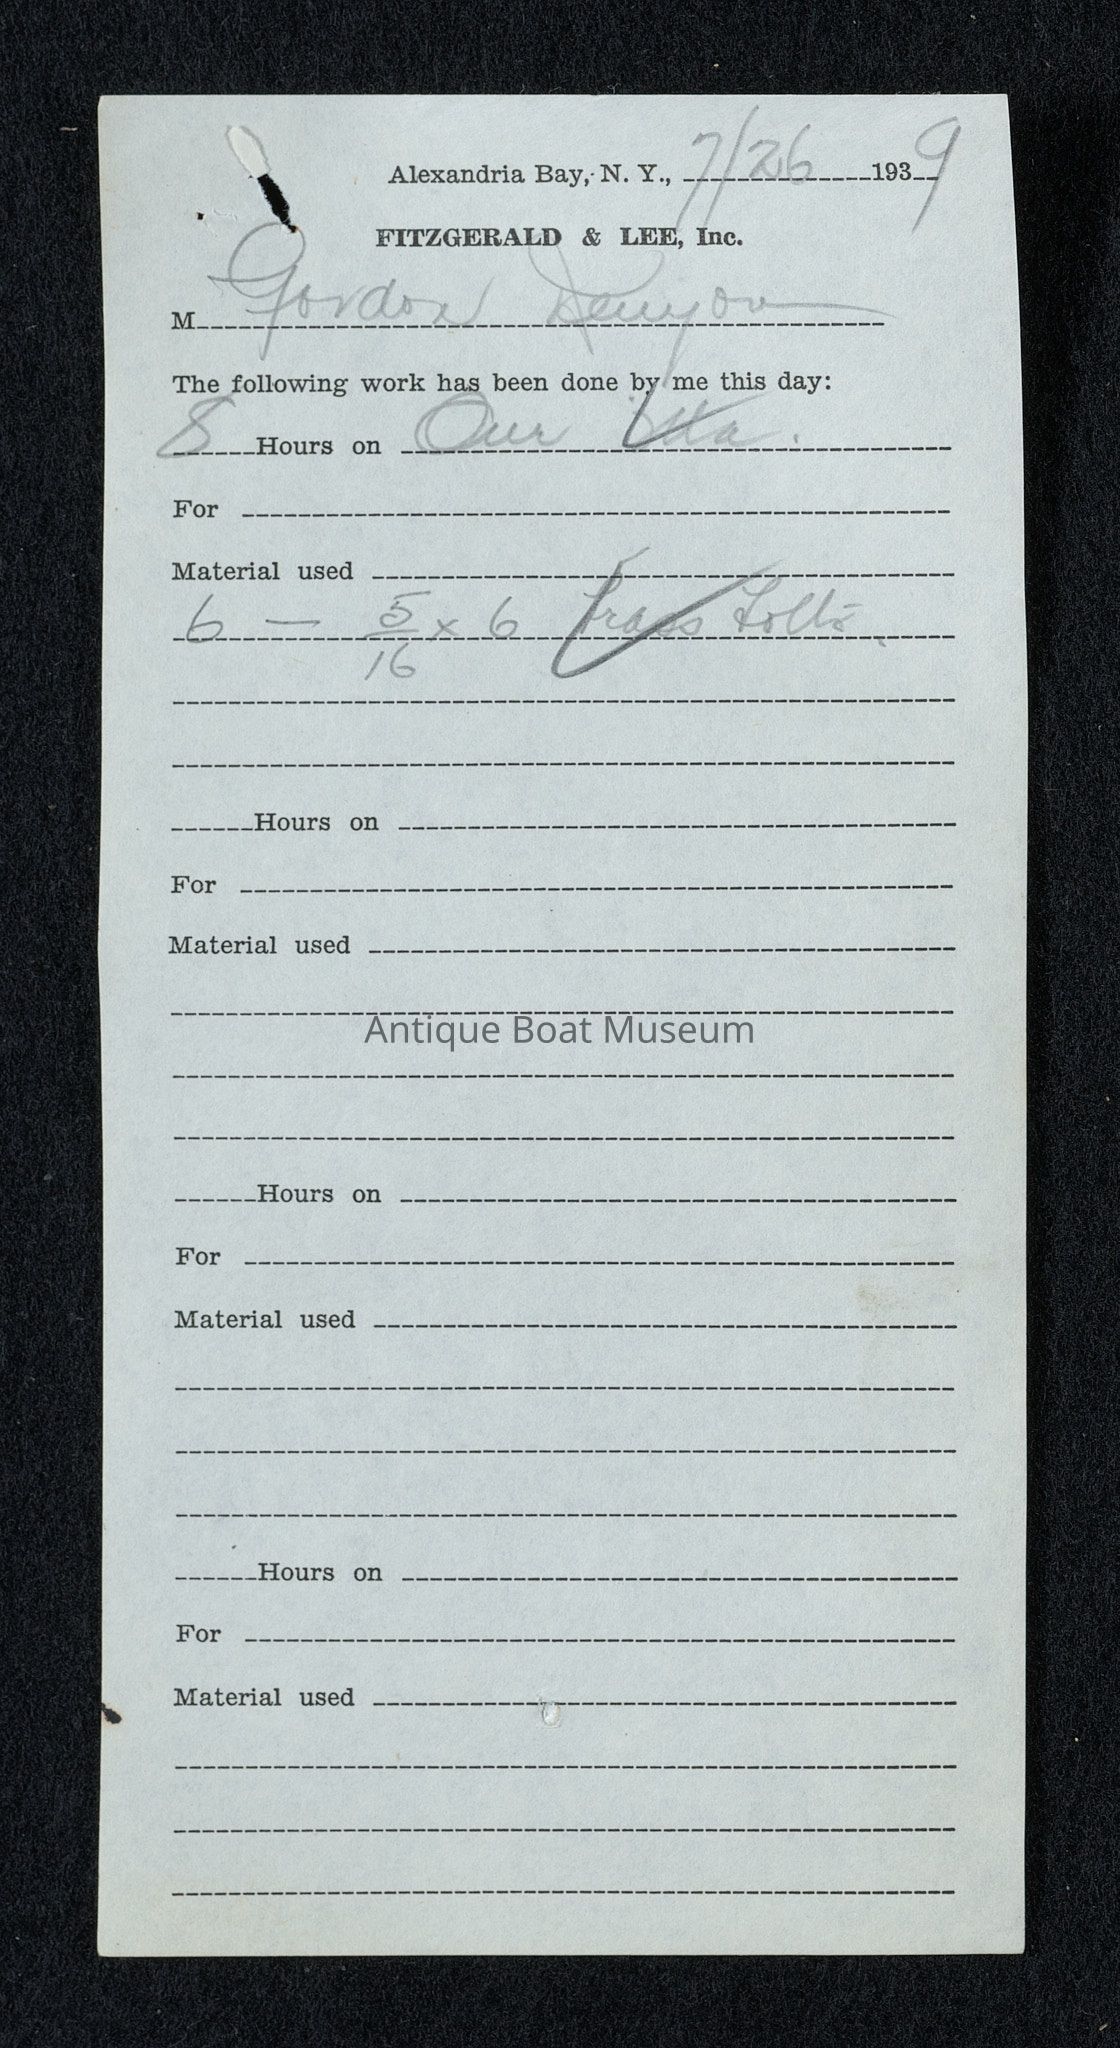 Alexandria Bay, N. Y., 7/26 1939
FITZGERALD & LEE, Inc.
M Gordon
The following work has been done by me this day:
8 Hours on Our
For
Material used
6 — 5/16 x 6 Brass bolts.
Hours on
For
Material used
Antique Boat Museum
Hours on
For
Material used
Hours on
For
Material used